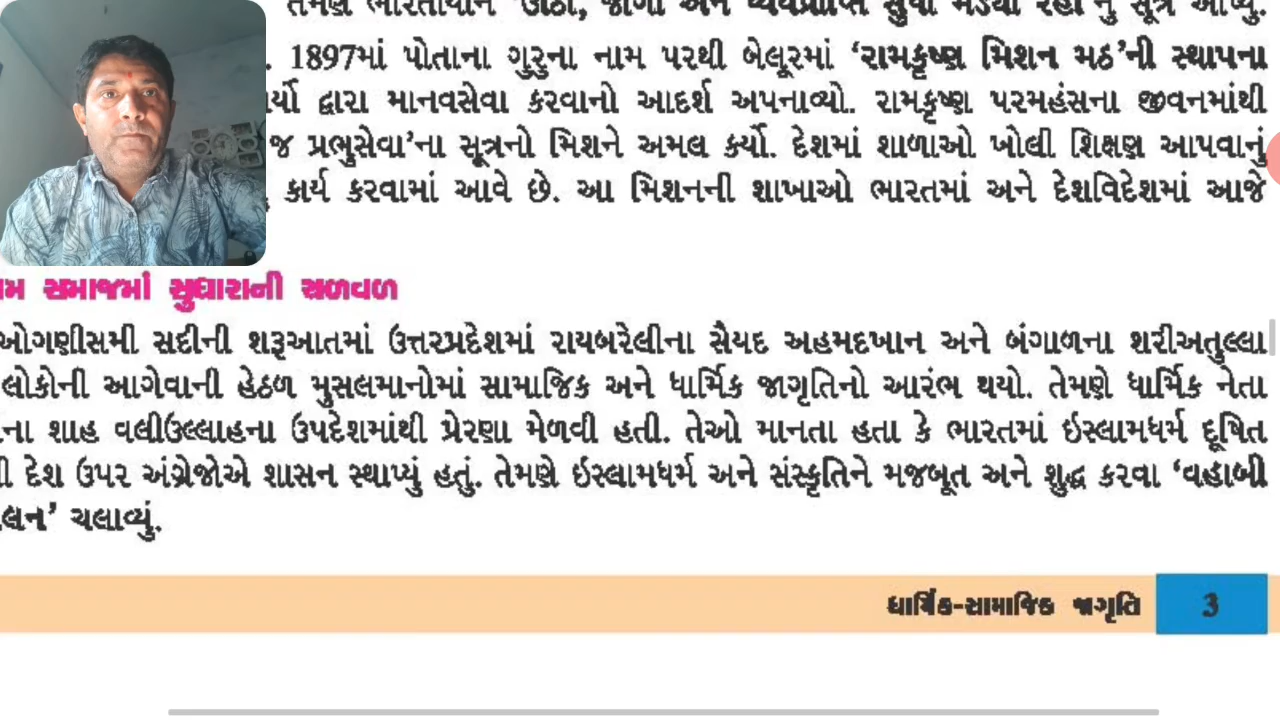 તેમણે ભારતીયોને 'ઊઠો, જાગો અને ધ્યેયપ્રાપ્તિ સુધી મંડ્યા રહો'નું સૂત્ર આપ્યું.
1897માં પોતાના ગુરુના નામ પરથી બેલૂરમાં 'રામકૃષ્ણ મિશન મઠ'ની સ્થાપના
દ્વારા માનવસેવા કરવાનો આદર્શ અપનાવ્યો. રામકૃષ્ણ પરમહંસના જીવનમાંથી
જ પ્રભુસેવા'ના સૂત્રનો મિશને અમલ કર્યો. દેશમાં શાળાઓ ખોલી શિક્ષણ આપવાનું
કાર્ય કરવામાં આવે છે. આ મિશનની શાખાઓ ભારતમાં અને દેશવિદેશમાં આજે
સમાજમાં સુધારાની ચળવળ
ઓગણીસમી સદીની શરૂઆતમાં ઉત્તરપ્રદેશમાં રાયબરેલીના સૈયદ અહમદખાન અને બંગાળના શરીઅતુલ્લા
લોકોની આગેવાની હેઠળ મુસલમાનોમાં સામાજિક અને ધાર્મિક જાગૃતિનો આરંભ થયો. તેમણે ધાર્મિક નેતા
શાહ વલીઉલ્લાહના ઉપદેશમાંથી પ્રેરણા મેળવી હતી. તેઓ માનતા હતા કે ભારતમાં ઇસ્લામધર્મ દૂષિત
દેશ ઉપર અંગ્રેજોએ શાસન સ્થાપ્યું હતું. તેમણે ઇસ્લામધર્મ અને સંસ્કૃતિને મજબૂત અને શુદ્ધ કરવા 'વહાબી
ચલાવ્યું.
ધાર્મિક-સામાજિક જાગૃતિ 3